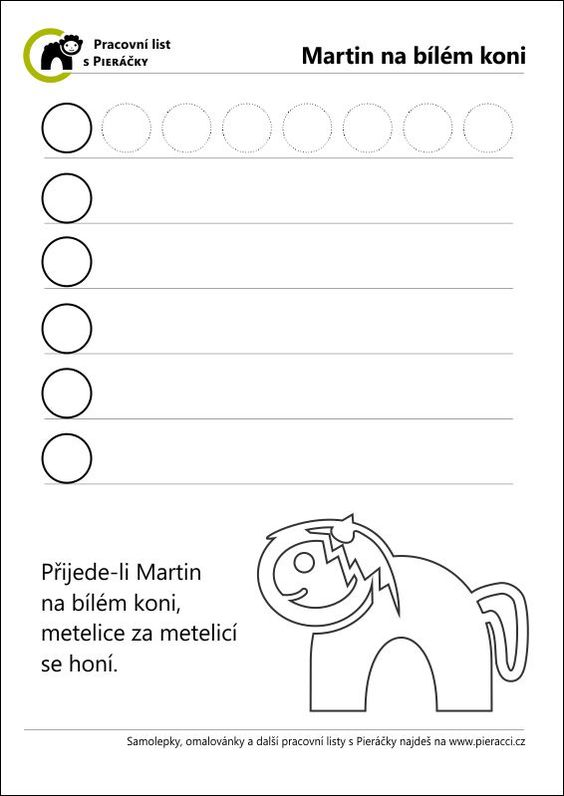 Pracovní list
s Pieráčky
Martin na bílém koni
Přijede-li Martin
na bílém koni,
metelice za metelicí
se honí.
Samolepky, omalovánky a další pracovní listy s Pieráčky najdeš na www.pieracci.cz